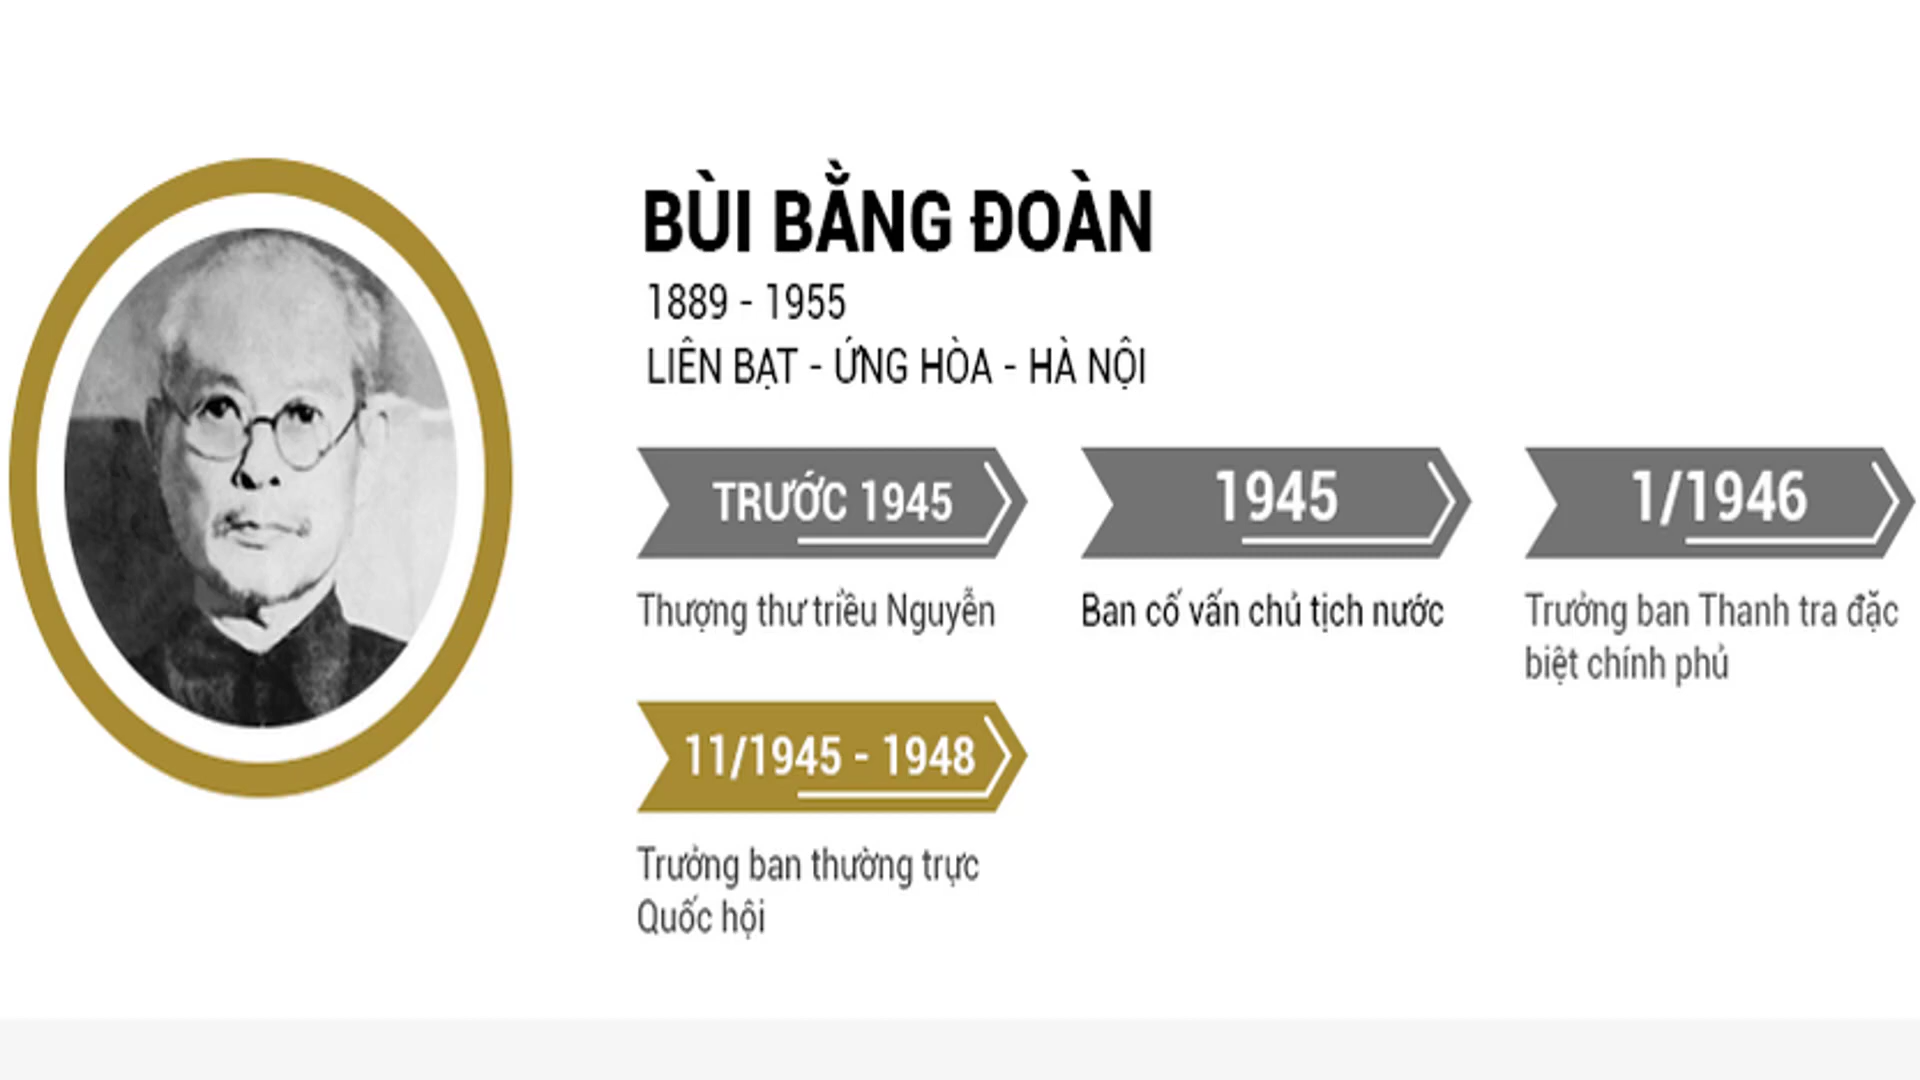 BÙI BẰNG ĐOÀN
1889 - 1955
LIÊN BẠT - ỨNG HÒA - HÀ NỘI
TRƯỚC 1945
Thượng thư triều Nguyễn
1945
Ban cố vấn chủ tịch nước
1/1946
Trưởng ban Thanh tra đặc
biệt chính phủ
11/1945 - 1948
Trưởng ban thường trực
Quốc hội